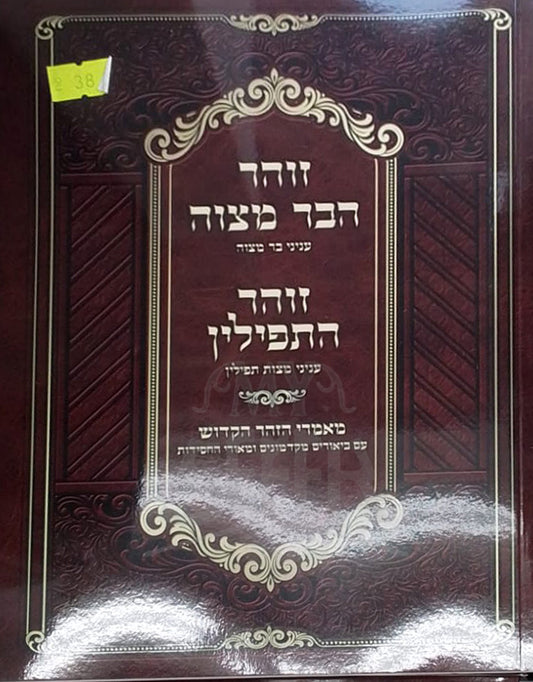 38
זוהר
הבר מצוה
עניני בר מצוה
זוהר
התפילין
עניני מצות תפילין
מאמרי הזהר הקדוש
עם ביאורים מקדמונים ומאורי החסידות